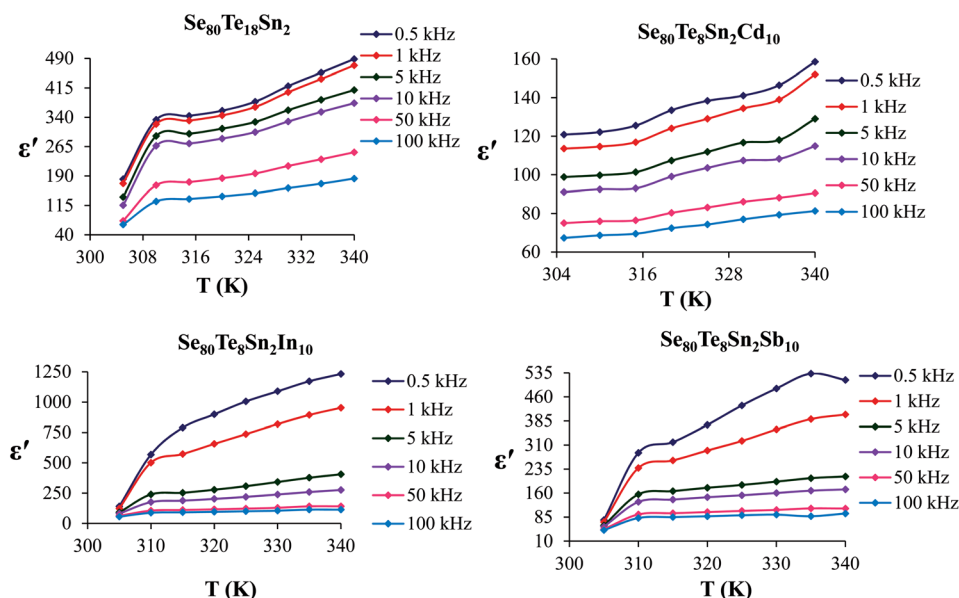 Se80Te18Sn2
490
415
340
265
190
115
40
ε′
300 308 316 324 332 340
T (K)
0.5 kHz
1 kHz
5 kHz
10 kHz
50 kHz
100 kHz
Se80Te8Sn2Cd10
160
140
120
100
80
60
ε′
304 316 328 340
T (K)
0.5 kHz
1 kHz
5 kHz
10 kHz
50 kHz
100 kHz
Se80Te8Sn2In10
1250
1000
750
500
250
0
ε′
300 310 320 330 340
T (K)
0.5 kHz
1 kHz
5 kHz
10 kHz
50 kHz
100 kHz
Se80Te8Sn2Sb10
535
460
385
310
235
160
85
10
ε′
300 310 320 330 340
T (K)
0.5 kHz
1 kHz
5 kHz
10 kHz
50 kHz
100 kHz